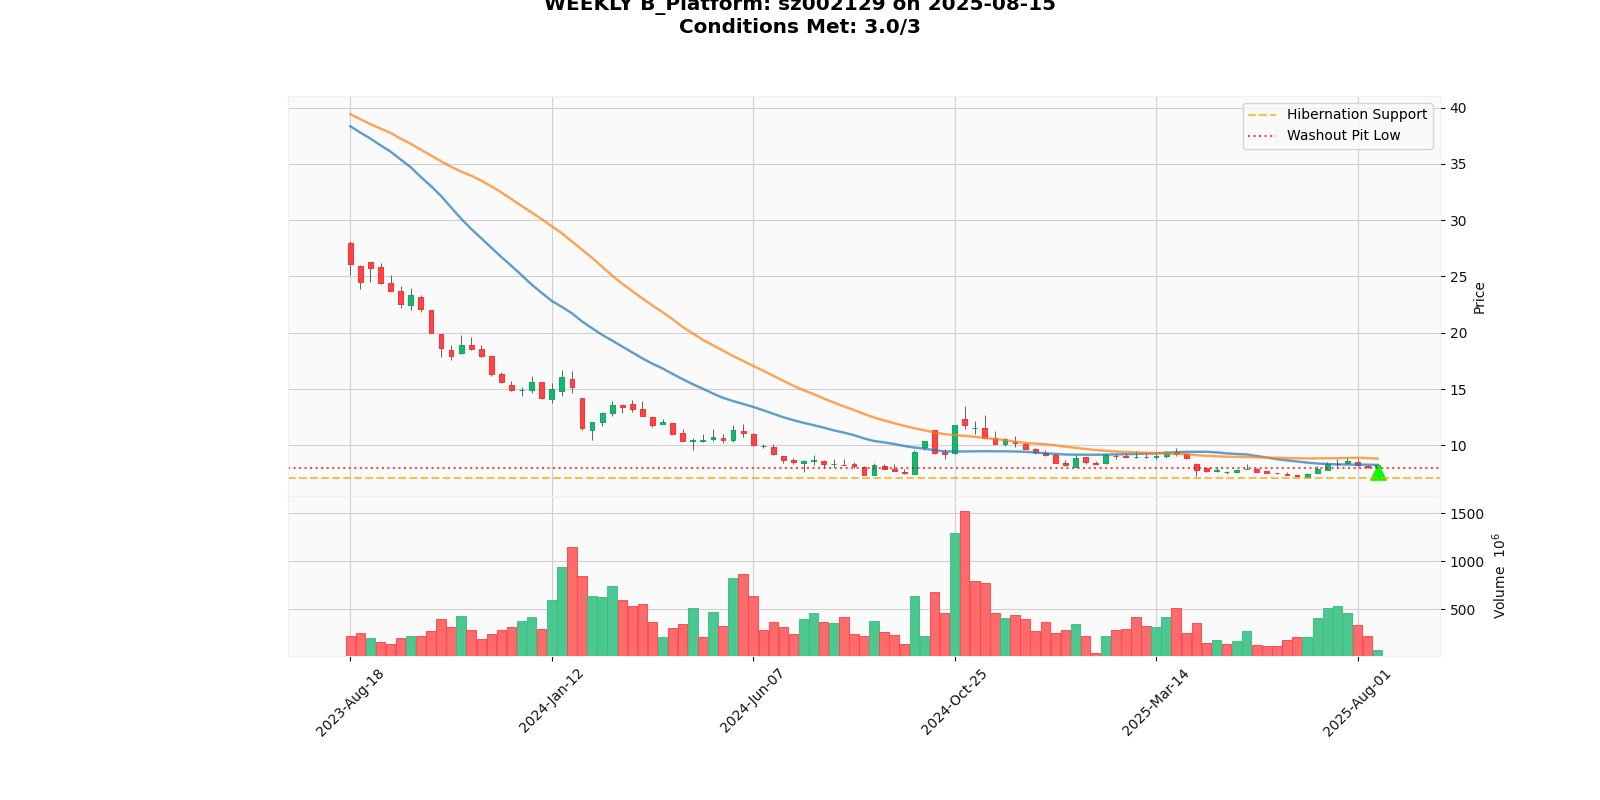 WEEKLY B_Platform: sz002129 on 2025-08-15
Conditions Met: 3.0/3
Hibernation Support
Washout Pit Low
40
35
30
25
20
15
10
Price
1500
1000
500
Volume 10⁶
2023-Aug-18
2024-Jan-12
2024-Jun-07
2024-Oct-25
2025-Mar-14
2025-Aug-01